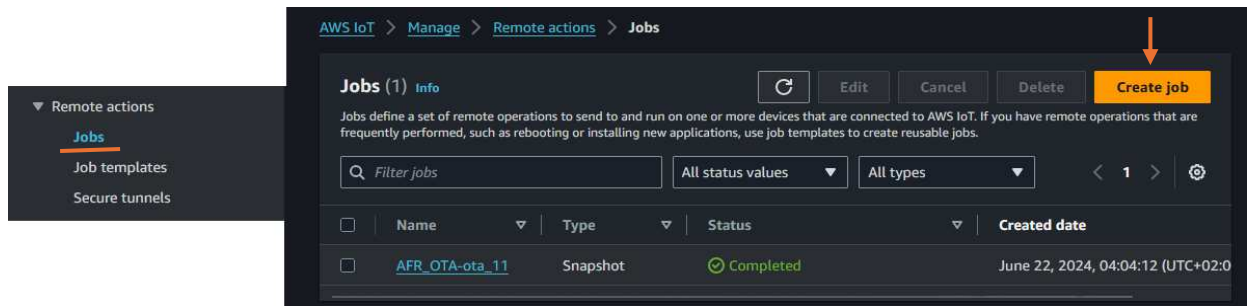 Remote actions
Jobs
Job templates
Secure tunnels
AWS IoT > Manage > Remote actions > Jobs
Jobs (1) Info
Edit Cancel Delete Create job
Jobs define a set of remote operations to send to and run on one or more devices that are connected to AWS IoT. If you have remote operations that are
frequently performed, such as rebooting or installing new applications, use job templates to create reusable jobs.
Filter jobs All status values All types < 1 >
Name Type Status Created date
AFR_OTA-ota_11 Snapshot Completed June 22, 2024, 04:04:12 (UTC+02:0